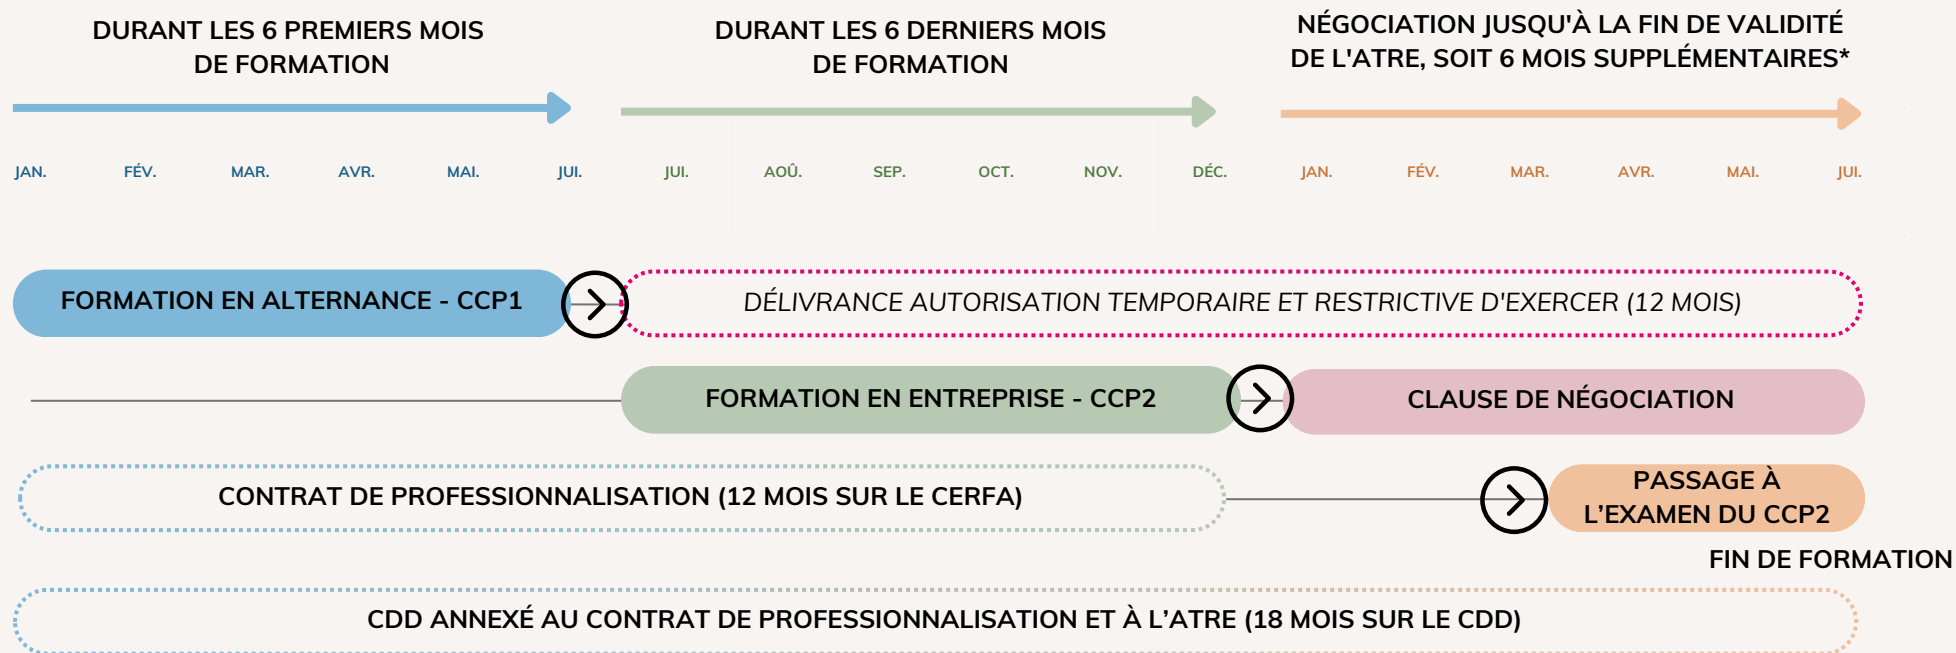 DURANT LES 6 PREMIERS MOIS
DE FORMATION
DURANT LES 6 DERNIERS MOIS
DE FORMATION
NÉGOCIATION JUSQU'À LA FIN DE VALIDITÉ
DE L'ATRE, SOIT 6 MOIS SUPPLÉMENTAIRES*
JAN. FÉV. MAR. AVR. MAI. JUI. JUI. AOÛ. SEP. OCT. NOV. DÉC. JAN. FÉV. MAR. AVR. MAI. JUI.
FORMATION EN ALTERNANCE - CCP1
DÉLIVRANCE AUTORISATION TEMPORAIRE ET RESTRICTIVE D'EXERCER (12 MOIS)
FORMATION EN ENTREPRISE - CCP2
CLAUSE DE NÉGOCIATION
CONTRAT DE PROFESSIONNALISATION (12 MOIS SUR LE CERFA)
PASSAGE À
L’EXAMEN DU CCP2
FIN DE FORMATION
CDD ANNEXÉ AU CONTRAT DE PROFESSIONNALISATION ET À L’ATRE (18 MOIS SUR LE CDD)